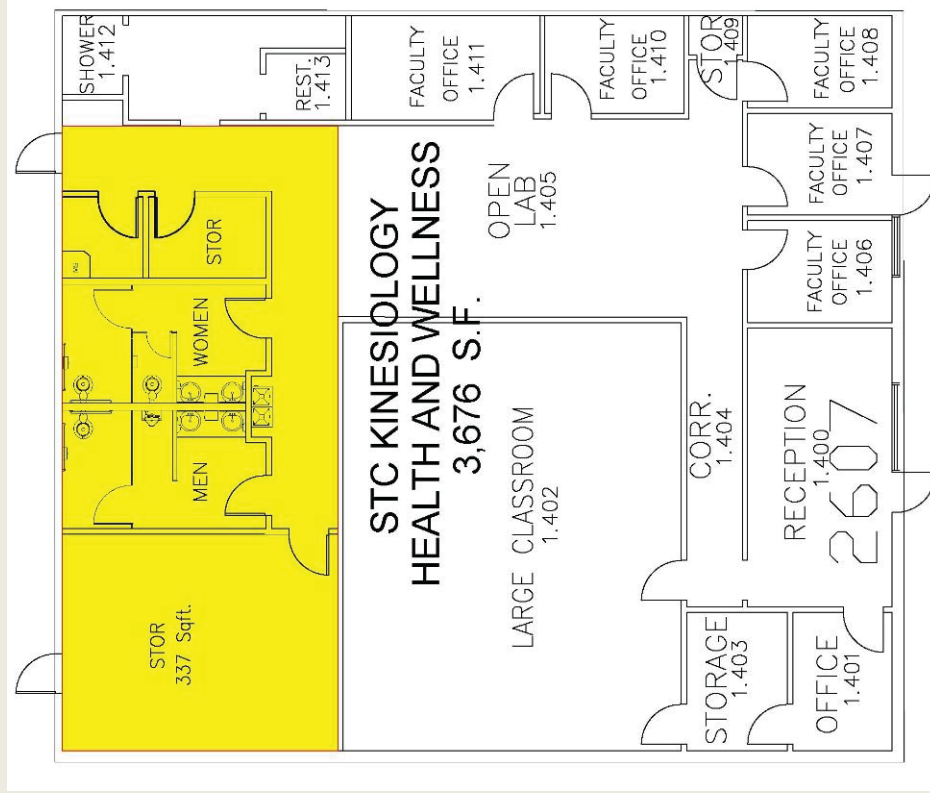 SHOWER
1.412
REST.
1.413
FACULTY
OFFICE
1.411
FACULTY
OFFICE
1.410
STOR
1.409
FACULTY
OFFICE
1.408
STOR
WOMEN
MEN
STOR
337 Sqft.
STC KINESIOLOGY
HEALTH AND WELLNESS
3,676 S.F.
OPEN
LAB
1.405
FACULTY
OFFICE
1.407
FACULTY
OFFICE
1.406
LARGE CLASSROOM
1.402
CORR.
1.404
RECEPTION
1.400
2607
STORAGE
1.403
OFFICE
1.401